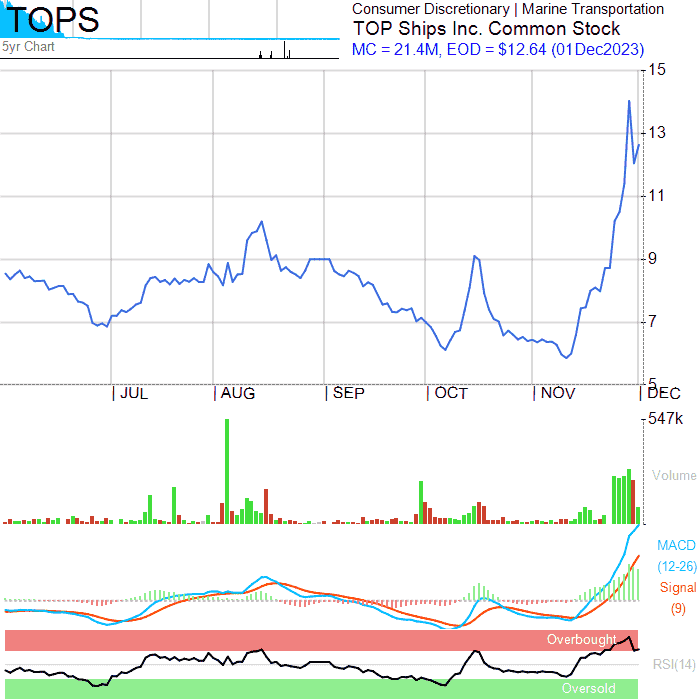 TOPS
5yr Chart
Consumer Discretionary | Marine Transportation
TOP Ships Inc. Common Stock
MC = 21.4M, EOD = $12.64 (01Dec2023)
15
13
11
9
7
5
JUL AUG SEP OCT NOV DEC
547k
Volume
MACD
(12-26)
Signal
(9)
Overbought
RSI(14)
Oversold